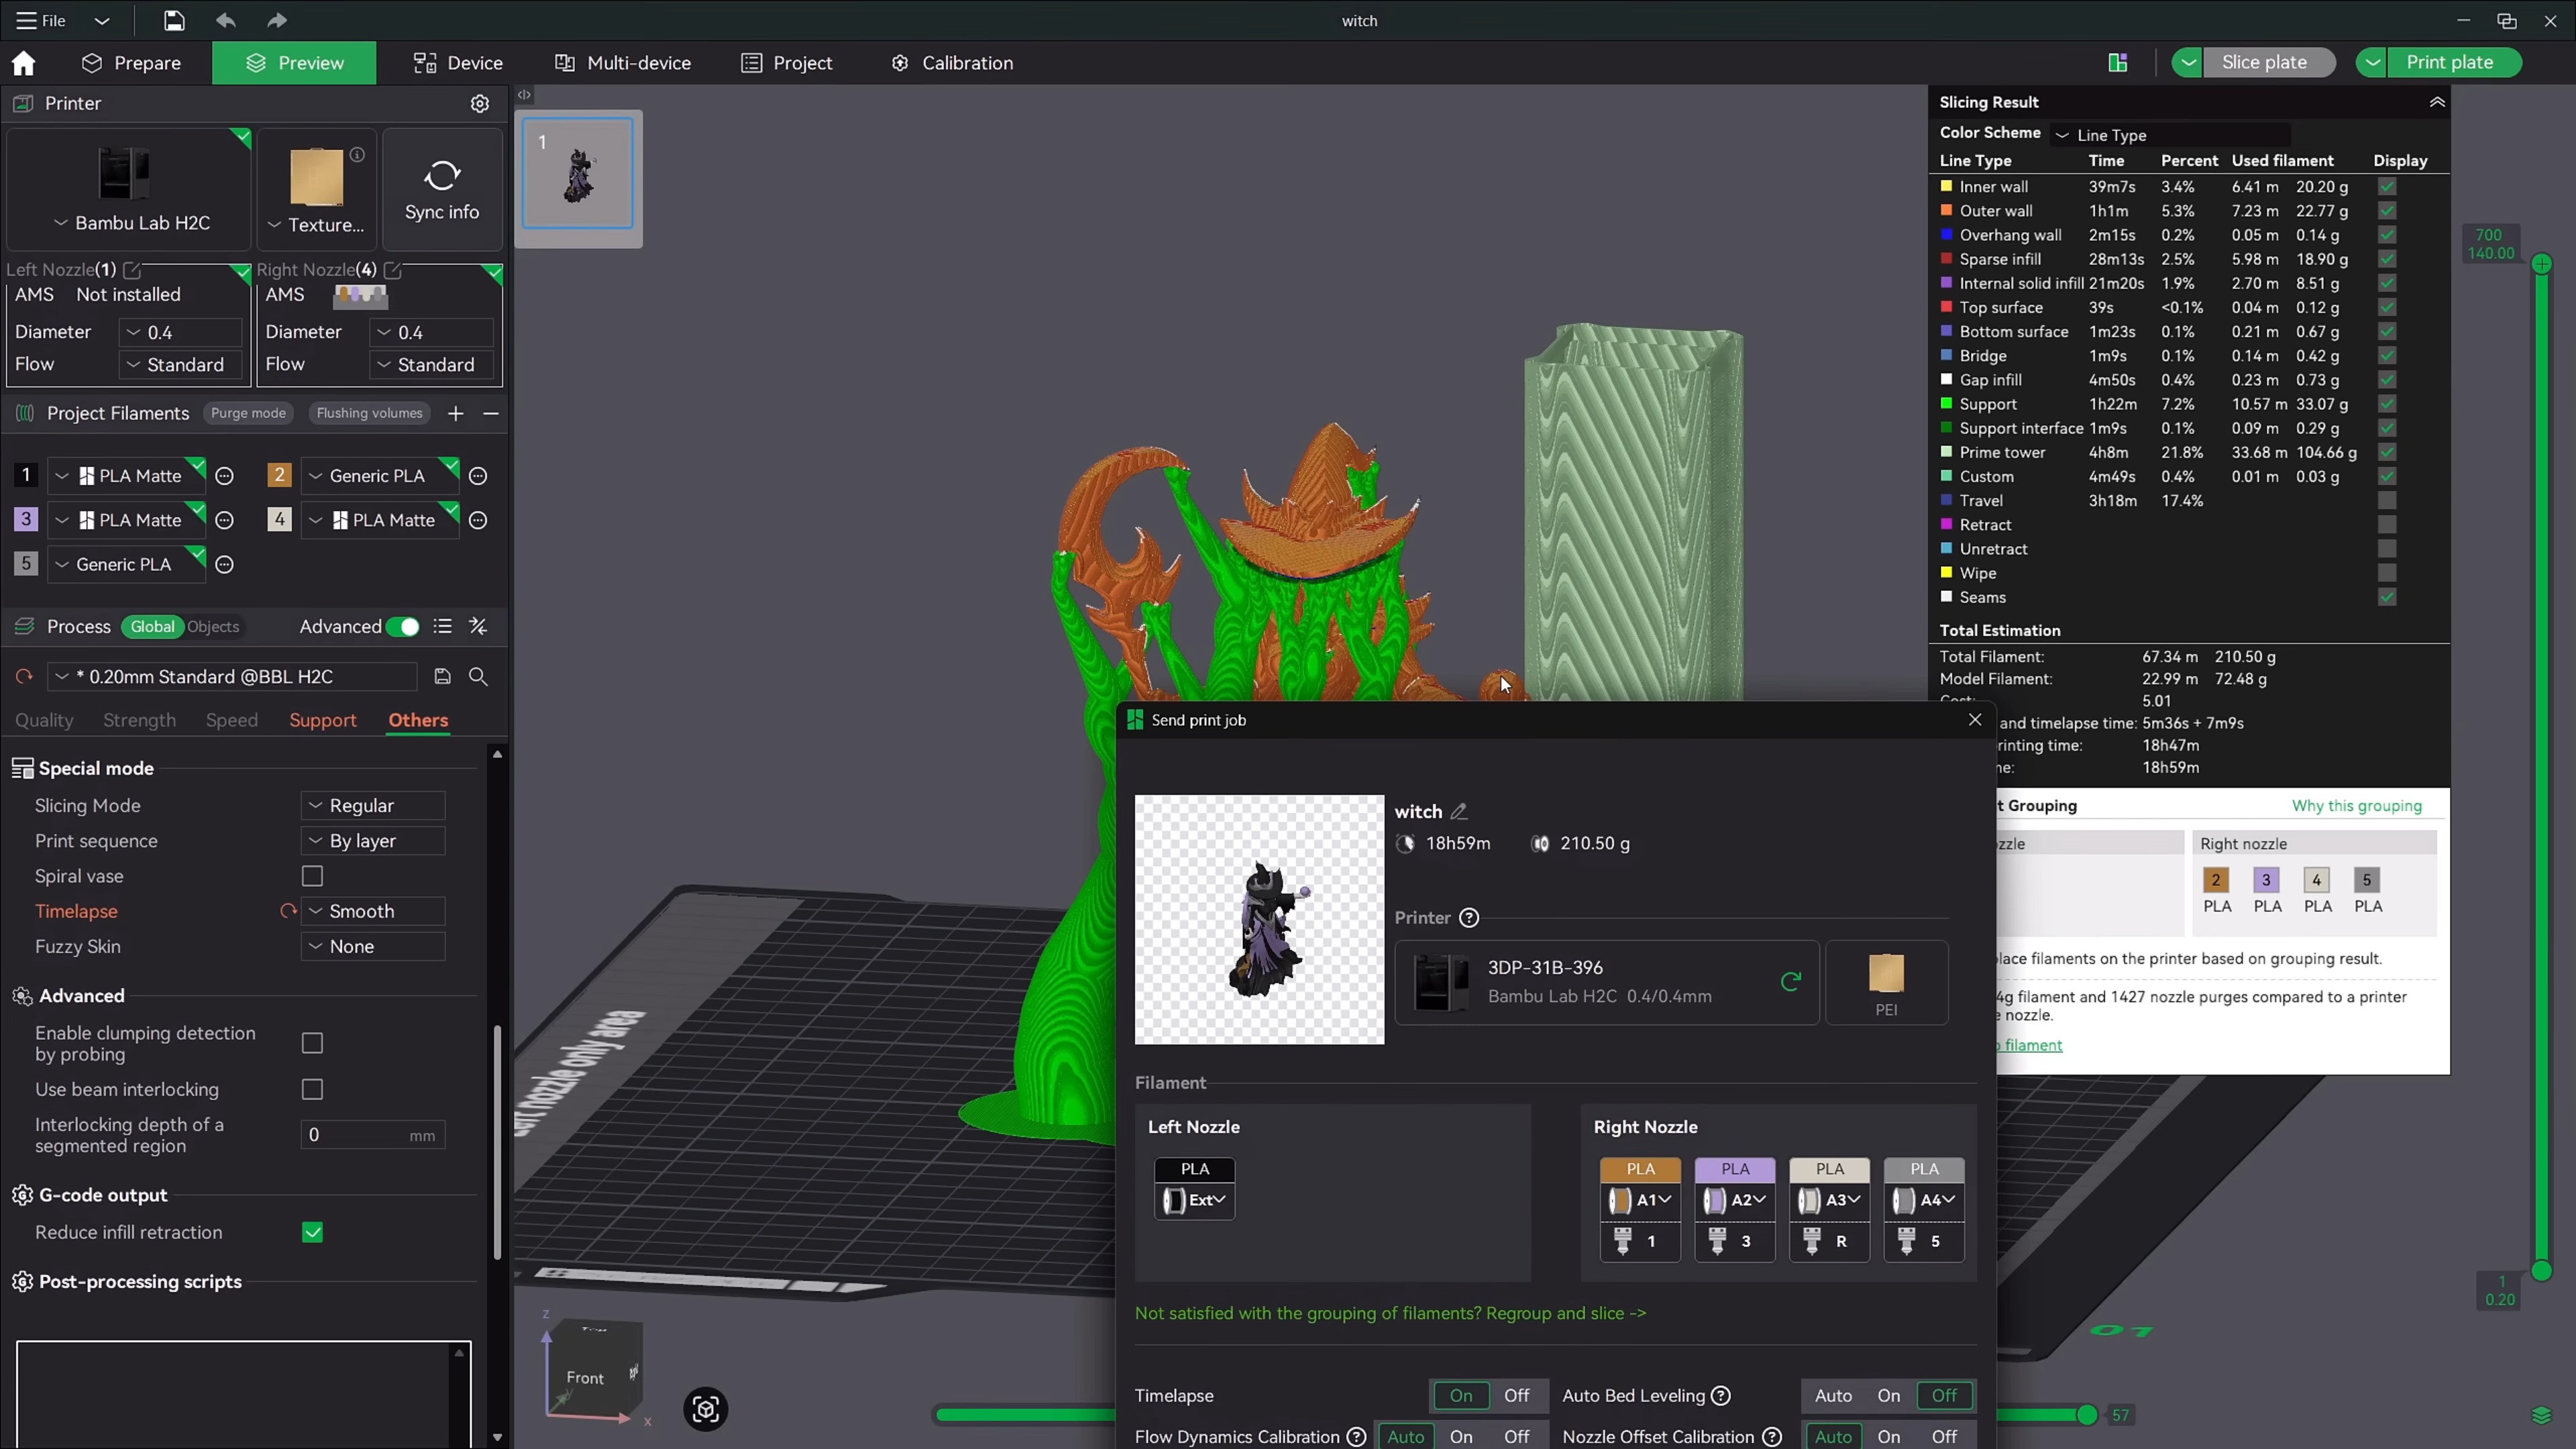 File
witch
Prepare
Preview
Device
Multi-device
Project
Calibration
Slice plate
Print plate
Printer
Bambu Lab H2C
Texture...
Sync info
Left Nozzle(1)
Right Nozzle(4)
AMS Not installed
AMS
Diameter 0.4
Diameter 0.4
Flow Standard
Flow Standard
Project Filaments Purge mode Flushing volumes + −
1 PLA Matte
2 Generic PLA
3 PLA Matte
4 PLA Matte
5 Generic PLA
Process Global Objects Advanced
* 0.20mm Standard @BBL H2C
Quality Strength Speed Support Others
Special mode
Slicing Mode Regular
Print sequence By layer
Spiral vase
Timelapse Smooth
Fuzzy Skin None
Advanced
Enable clumping detection
by probing
Use beam interlocking
Interlocking depth of a
segmented region
0 mm
G-code output
Reduce infill retraction
Post-processing scripts
1
nozzle only area
Z
Front
X
Slicing Result
Color Scheme Line Type
Line Type Time Percent Used filament Display
Inner wall 39m7s 3.4% 6.41 m 20.20 g
Outer wall 1h1m 5.3% 7.23 m 22.77 g
Overhang wall 2m15s 0.2% 0.05 m 0.14 g
Sparse infill 28m13s 2.5% 5.98 m 18.90 g
Internal solid infill 21m20s 1.9% 2.70 m 8.51 g
Top surface 39s <0.1% 0.04 m 0.12 g
Bottom surface 1m23s 0.1% 0.21 m 0.67 g
Bridge 1m9s 0.1% 0.14 m 0.42 g
Gap infill 4m50s 0.4% 0.23 m 0.73 g
Support 1h22m 7.2% 10.57 m 33.07 g
Support interface 1m9s 0.1% 0.09 m 0.29 g
Prime tower 4h8m 21.8% 33.68 m 104.66 g
Custom 4m49s 0.4% 0.01 m 0.03 g
Travel 3h18m 17.4%
Retract
Unretract
Wipe
Seams
Total Estimation
Total Filament: 67.34 m 210.50 g
Model Filament: 22.99 m 72.48 g
5.01
and timelapse time: 5m36s + 7m9s
rinting time: 18h47m
ne: 18h59m
t Grouping Why this grouping
zzle
Right nozzle
2 3 4 5
PLA PLA PLA PLA
lace filaments on the printer based on grouping result.
4g filament and 1427 nozzle purges compared to a printer
e nozzle.
filament
700
140.00
1
0.20
57
Send print job
witch
18h59m 210.50 g
Printer
3DP-31B-396
Bambu Lab H2C 0.4/0.4mm
PEI
Filament
Left Nozzle
PLA
Ext
Right Nozzle
PLA PLA PLA PLA
A1 A2 A3 A4
1 3 R 5
Not satisfied with the grouping of filaments? Regroup and slice ->
Timelapse On Off
Auto Bed Leveling Auto On Off
Flow Dynamics Calibration Auto On Off
Nozzle Offset Calibration Auto On Off